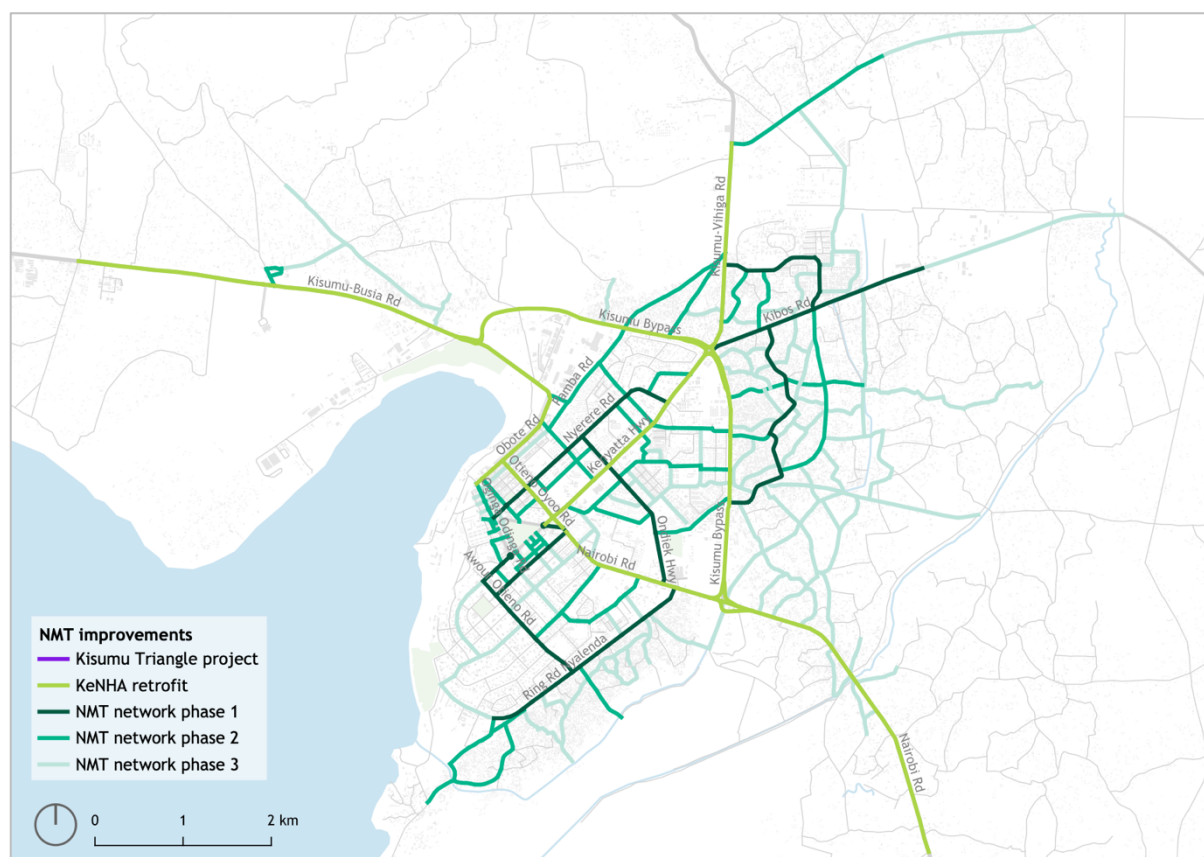 Kisumu-Vihiga Rd
Kisumu-Busia Rd
Kisumu Bypass
Kibos Rd
Pamba Rd
Nyerere Rd
Obote Rd
Kenyatta Hwy
Otieno Oyoo Rd
Oginga Odinga Rd
Ondiek Hwy
Kisumu Bypass
Nairobi Rd
Awour Otieno Rd
Ring Rd Nyalenda
Nairobi Rd
NMT improvements
Kisumu Triangle project
KeNHA retrofit
NMT network phase 1
NMT network phase 2
NMT network phase 3
0 1 2 km